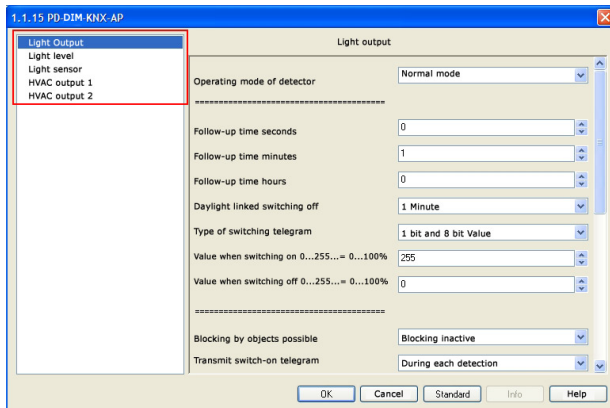 1.1.15 PD-DIM-KNX-AP
Light Output
Light level
Light sensor
HVAC output 1
HVAC output 2
Light output
Operating mode of detector Normal mode
========================================
Follow-up time seconds 0
Follow-up time minutes 1
Follow-up time hours 0
Daylight linked switching off 1 Minute
Type of switching telegram 1 bit and 8 bit Value
Value when switching on 0...255...= 0...100% 255
Value when switching off 0...255...= 0...100% 0
========================================
Blocking by objects possible Blocking inactive
Transmit switch-on telegram During each detection
OK Cancel Standard Info Help